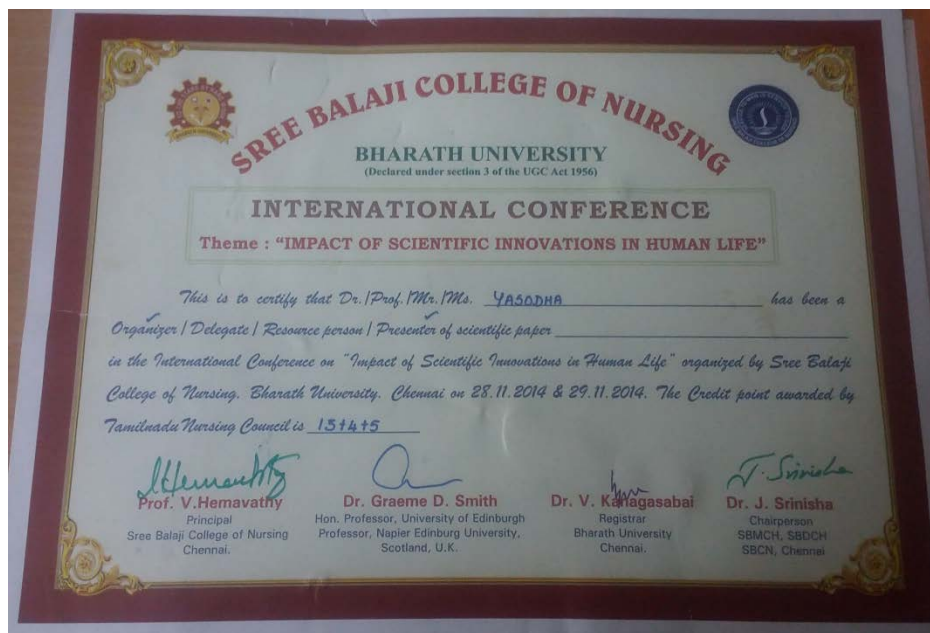 SREE BALAJI COLLEGE OF NURSING
BHARATH UNIVERSITY
(Declared under section 3 of the UGC Act 1956)
INTERNATIONAL CONFERENCE
Theme : "IMPACT OF SCIENTIFIC INNOVATIONS IN HUMAN LIFE"
This is to certify that Dr./Prof./Mr./Ms. YASODHA has been a
Organizer / Delegate / Resource person / Presenter of scientific paper
in the International Conference on "Impact of Scientific Innovations in Human Life" organized by Sree Balaji
College of Nursing. Bharath University. Chennai on 28.11.2014 & 29.11.2014. The Credit point awarded by
Tamilnadu Nursing Council is 15+4+5
Prof. V.Hemavathy
Principal
Sree Balaji College of Nursing
Chennai.
Dr. Graeme D. Smith
Hon. Professor, University of Edinburgh
Professor, Napier Edinburg University,
Scotland, U.K.
Dr. V. Kanagasabai
Registrar
Bharath University
Chennai.
J. Srinisha
Dr. J. Srinisha
Chairperson
SBMCH, SBDCH
SBCN, Chennai